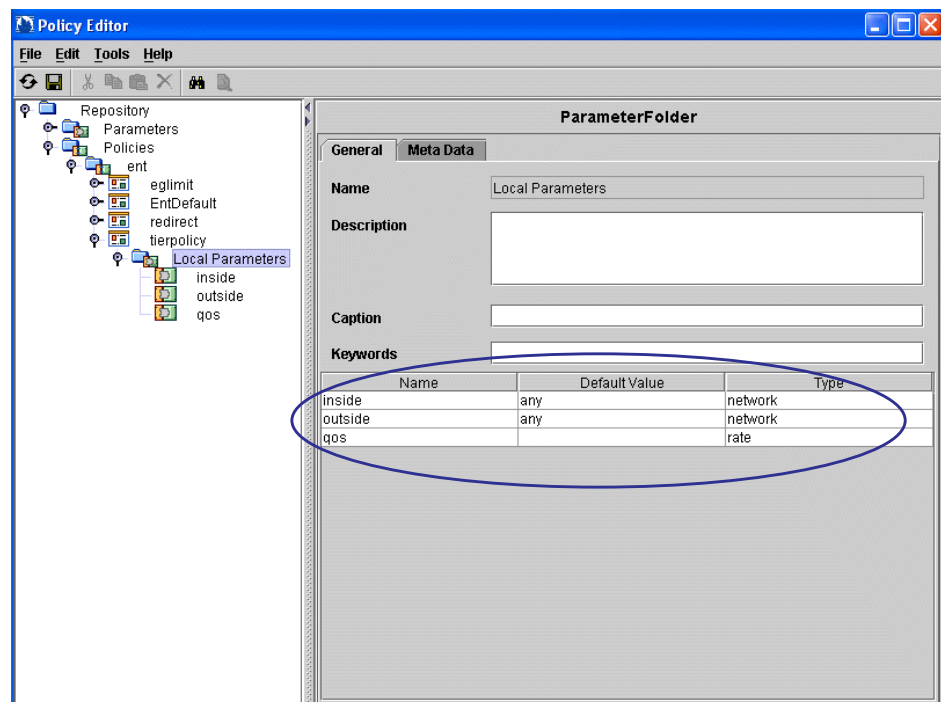 Policy Editor
File Edit Tools Help
Repository
Parameters
Policies
ent
eglimit
EntDefault
redirect
tierpolicy
Local Parameters
inside
outside
qos
ParameterFolder
General Meta Data
Name Local Parameters
Description
Caption
Keywords
Name Default Value Type
inside any network
outside any network
qos rate